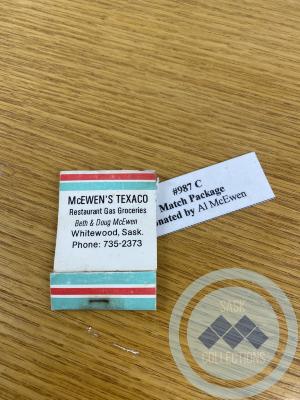 McEWEN'S TEXACO
Restaurant Gas Groceries
Beth & Doug McEwen
Whitewood, Sask.
Phone: 735-2373
#987 C
Match Package
nated by Al McEwen
SASK
COLLECTIONS